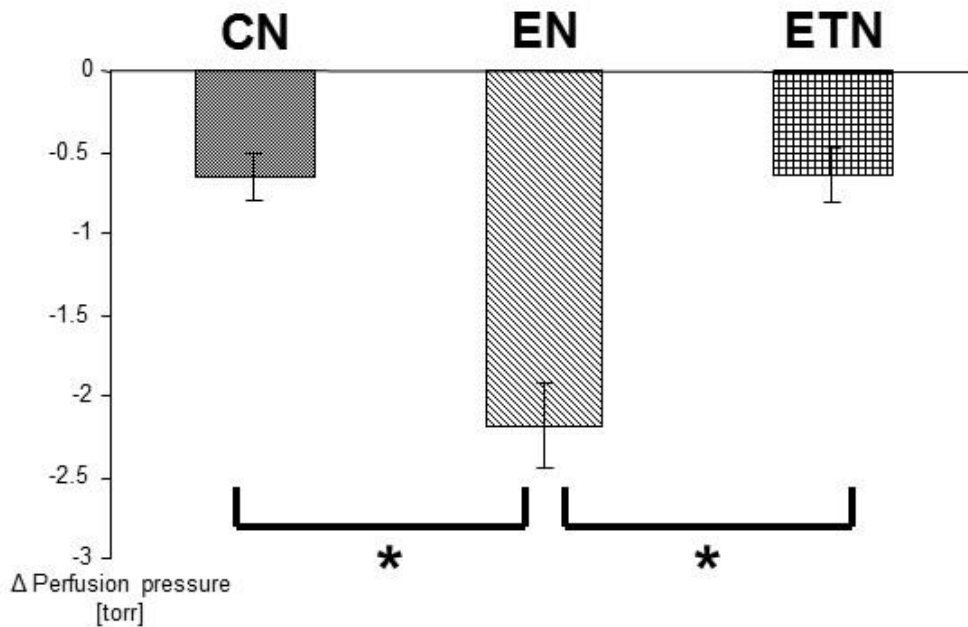 CN EN ETN
0
-0.5
-1
-1.5
-2
-2.5
-3
* *
Δ Perfusion pressure
[torr]